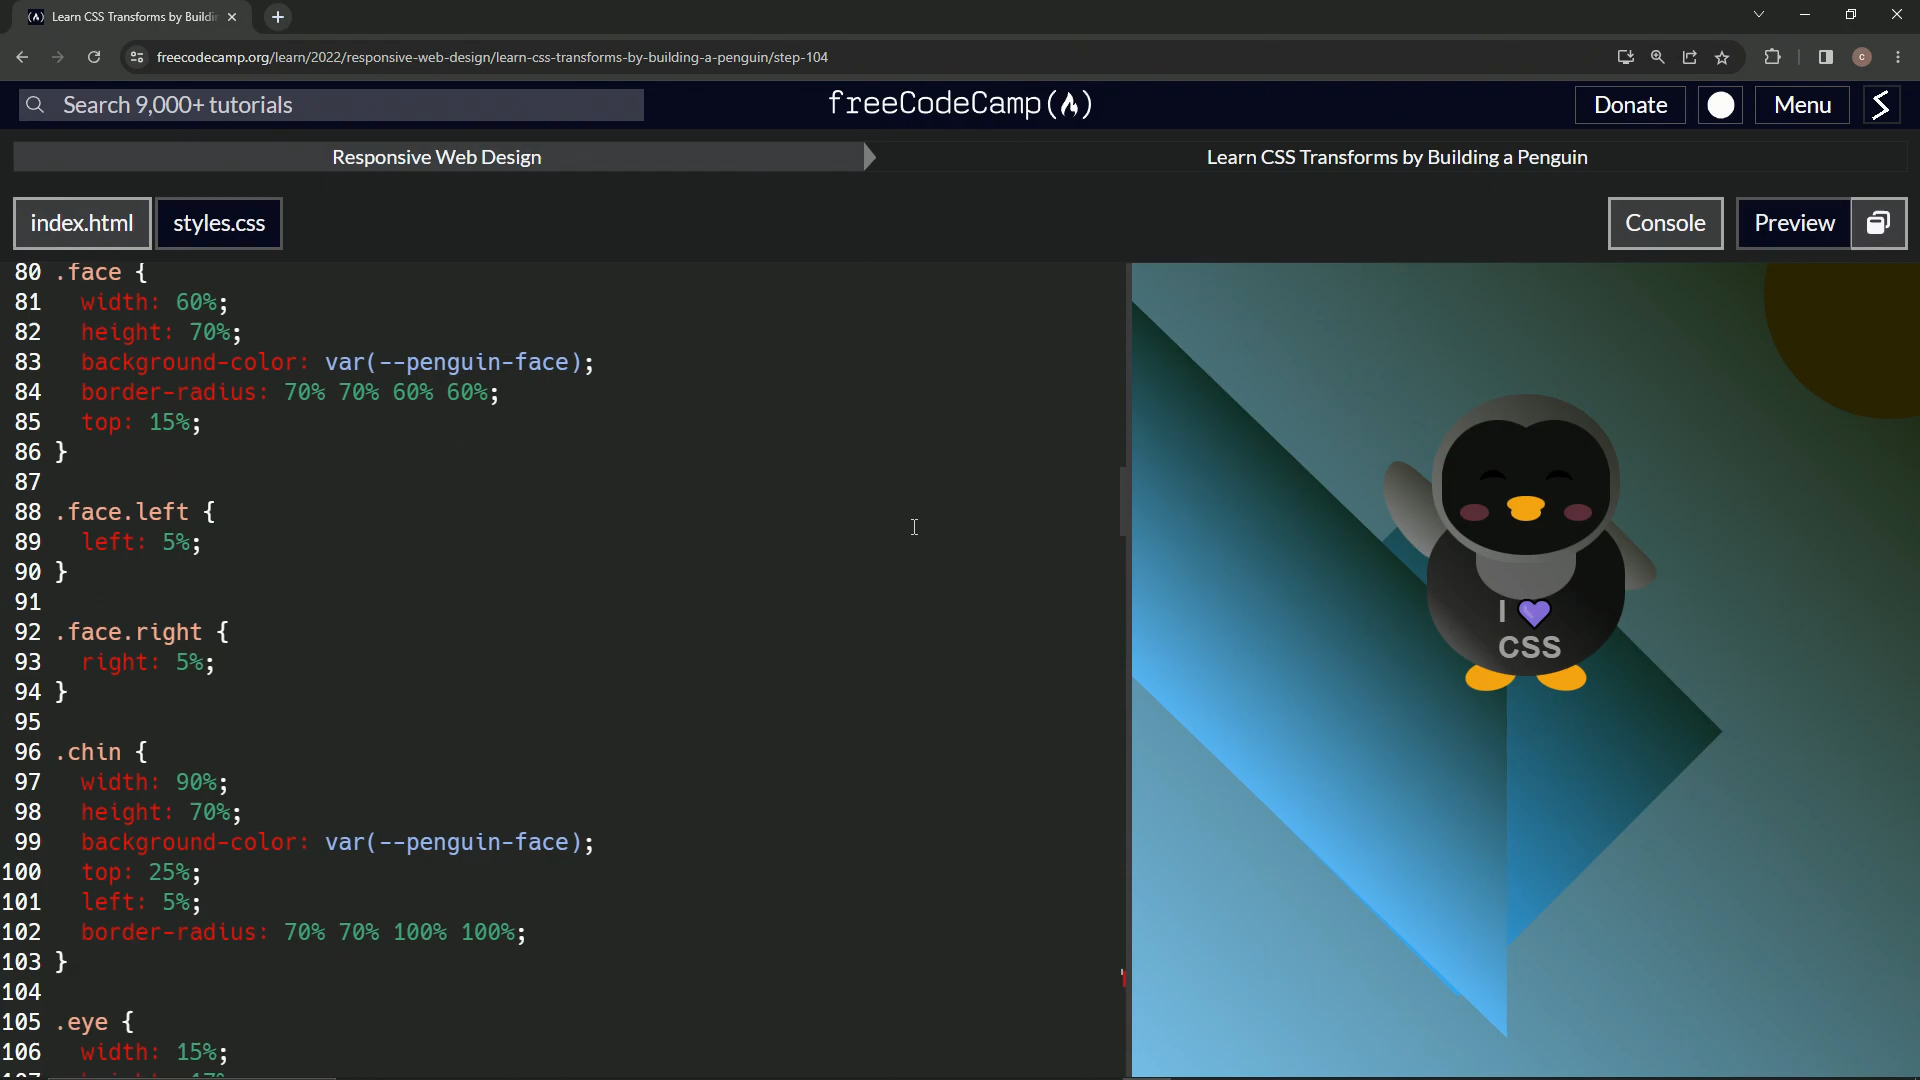 Learn CSS Transforms by Buildin
freecodecamp.org/learn/2022/responsive-web-design/learn-css-transforms-by-building-a-penguin/step-104
C
Search 9,000+ tutorials
freeCodeCamp
Donate
Menu
Responsive Web Design
Learn CSS Transforms by Building a Penguin
index.html
styles.css
Console
Preview
80 .face {
81 width: 60%;
82 height: 70%;
83 background-color: var(--penguin-face);
84 border-radius: 70% 70% 60% 60%;
85 top: 15%;
86 }
87
88 .face.left {
89 left: 5%;
90 }
91
92 .face.right {
93 right: 5%;
94 }
95
96 .chin {
97 width: 90%;
98 height: 70%;
99 background-color: var(--penguin-face);
100 top: 25%;
101 left: 5%;
102 border-radius: 70% 70% 100% 100%;
103 }
104
105 .eye {
106 width: 15%;
I 💜
CSS